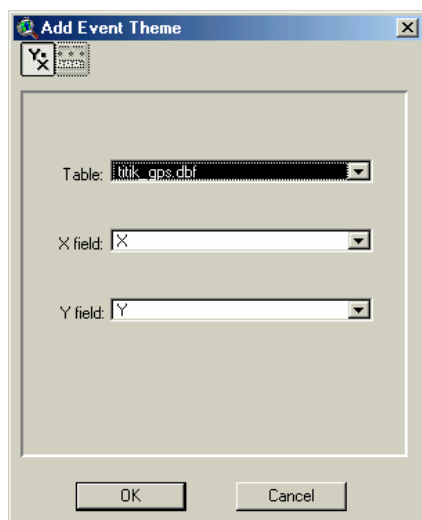 Add Event Theme
Table: titik_gps.dbf
X field: X
Y field: Y
OK Cancel